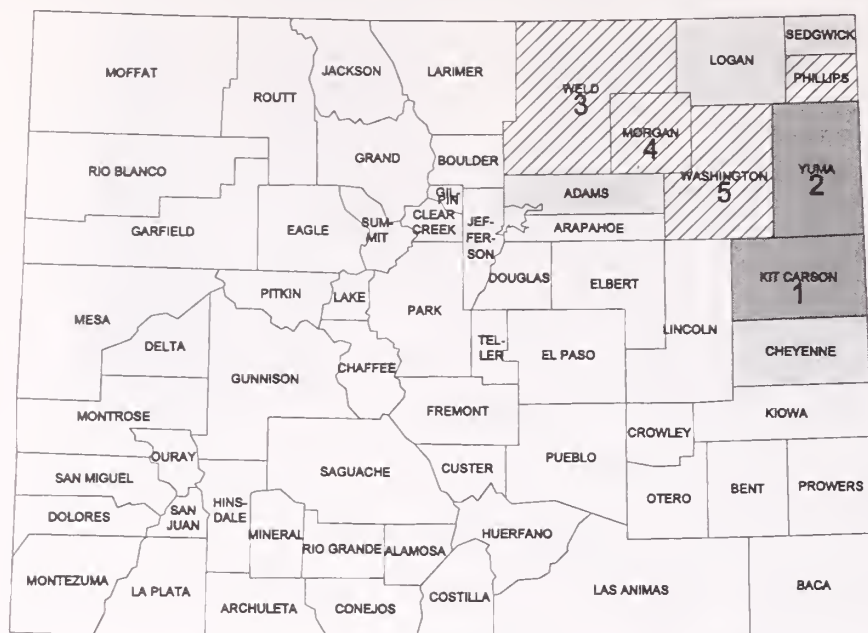 SEDGWICK
MOFFAT
JACKSON
LARIMER
LOGAN
ROUTT
WELD
3
PHILLIPS
MORGAN
4
GRAND
BOULDER
RIO BLANCO
WASHINGTON
5
YUMA
2
GIL-
PIN
ADAMS
GARFIELD
EAGLE
SUM-
MIT
CLEAR
CREEK
JEF-
FER-
SON
ARAPAHOE
DOUGLAS
ELBERT
KIT CARSON
1
PITKIN
LAKE
PARK
MESA
LINCOLN
DELTA
TEL-
LER
EL PASO
CHEYENNE
GUNNISON
CHAFFEE
MONTROSE
FREMONT
KIOWA
CROWLEY
OURAY
SAGUACHE
CUSTER
PUEBLO
SAN MIGUEL
OTERO
BENT
PROWERS
DOLORES
SAN
JUAN
HINS-
DALE
MINERAL
RIO GRANDE
ALAMOSA
HUERFANO
MONTEZUMA
LA PLATA
ARCHULETA
CONEJOS
COSTILLA
LAS ANIMAS
BACA